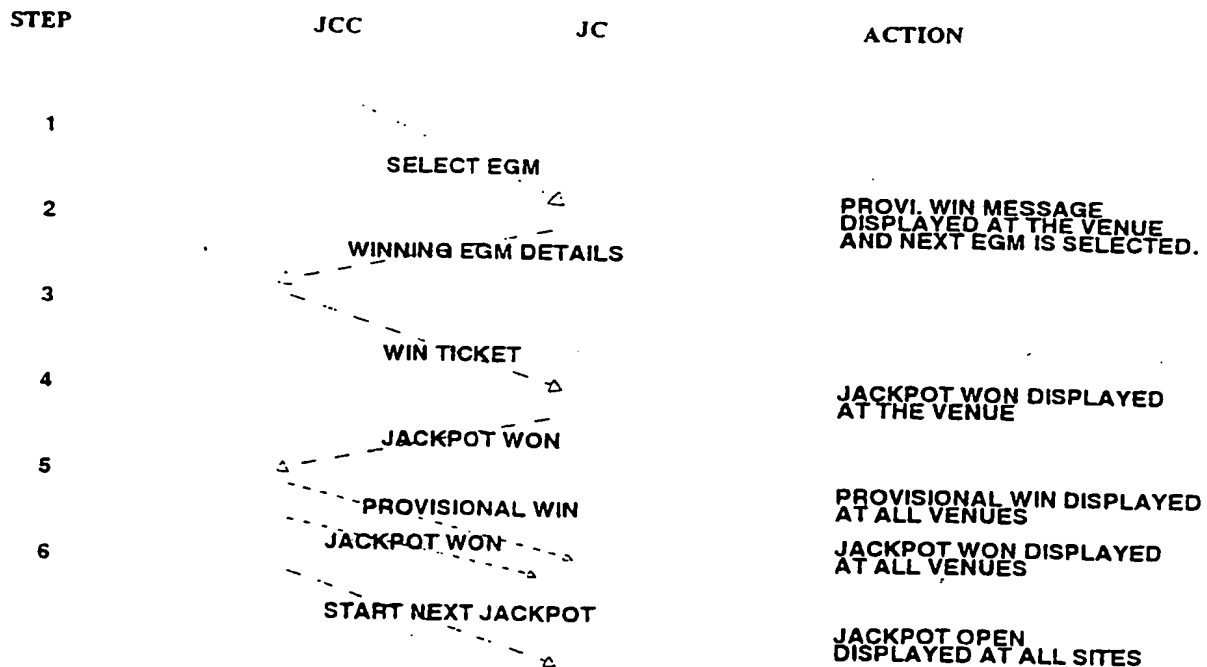 STEP JCC JC ACTION
1
SELECT EGM
2
PROVI. WIN MESSAGE
DISPLAYED AT THE VENUE
AND NEXT EGM IS SELECTED.
WINNING EGM DETAILS
3
WIN TICKET
4
JACKPOT WON DISPLAYED
AT THE VENUE
JACKPOT WON
5
PROVISIONAL WIN
PROVISIONAL WIN DISPLAYED
AT ALL VENUES
JACKPOT WON
6
JACKPOT WON DISPLAYED
AT ALL VENUES
START NEXT JACKPOT
JACKPOT OPEN
DISPLAYED AT ALL SITES